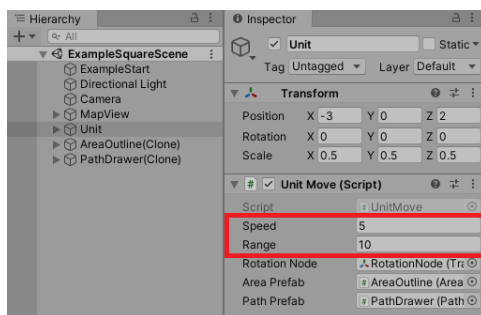 Hierarchy
All
ExampleSquareScene
ExampleStart
Directional Light
Camera
MapView
Unit
AreaOutline(Clone)
PathDrawer(Clone)
Inspector
Unit Static
Tag Untagged Layer Default
Transform
Position X -3 Y 0 Z 2
Rotation X 0 Y 0 Z 0
Scale X 0.5 Y 0.5 Z 0.5
# Unit Move (Script)
Script # UnitMove
Speed 5
Range 10
Rotation Node RotationNode (Tra
Area Prefab # AreaOutline (Area
Path Prefab # PathDrawer (Path